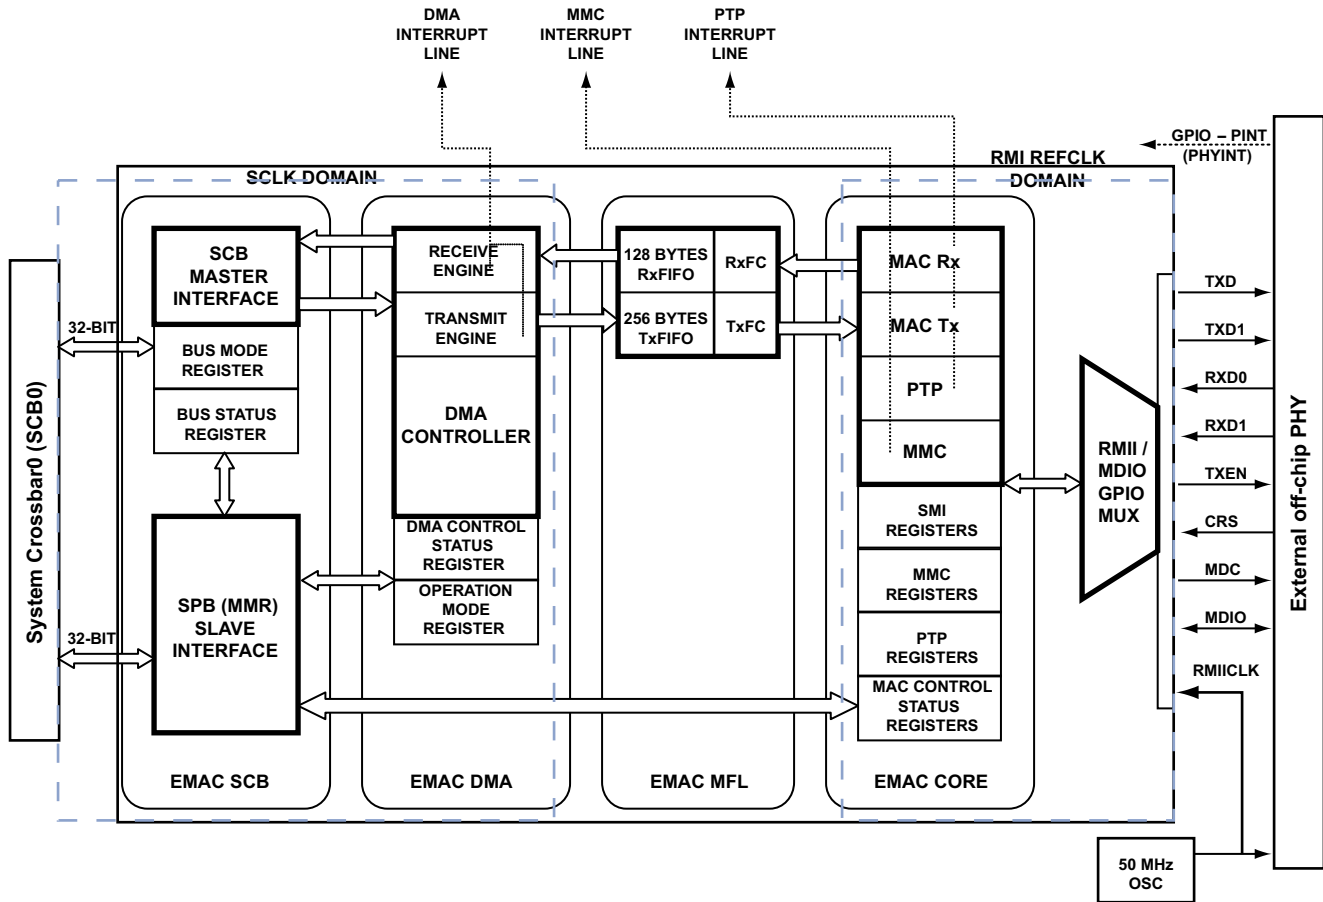 DMA
INTERRUPT
LINE
MMC
INTERRUPT
LINE
PTP
INTERRUPT
LINE
GPIO – PINT
(PHYINT)
RMI REFCLK
DOMAIN
SCLK DOMAIN
System Crossbar0 (SCB0)
32-BIT
32-BIT
SCB
MASTER
INTERFACE
BUS MODE
REGISTER
BUS STATUS
REGISTER
SPB (MMR)
SLAVE
INTERFACE
EMAC SCB
RECEIVE
ENGINE
TRANSMIT
ENGINE
DMA
CONTROLLER
DMA CONTROL
STATUS
REGISTER
OPERATION
MODE
REGISTER
EMAC DMA
128 BYTES
RxFIFO
RxFC
256 BYTES
TxFIFO
TxFC
EMAC MFL
MAC Rx
MAC Tx
PTP
MMC
SMI
REGISTERS
MMC
REGISTERS
PTP
REGISTERS
MAC CONTROL
STATUS
REGISTERS
EMAC CORE
RMII /
MDIO
GPIO
MUX
TXD
TXD1
RXD0
RXD1
TXEN
CRS
MDC
MDIO
RMIICLK
External off-chip PHY
50 MHz
OSC